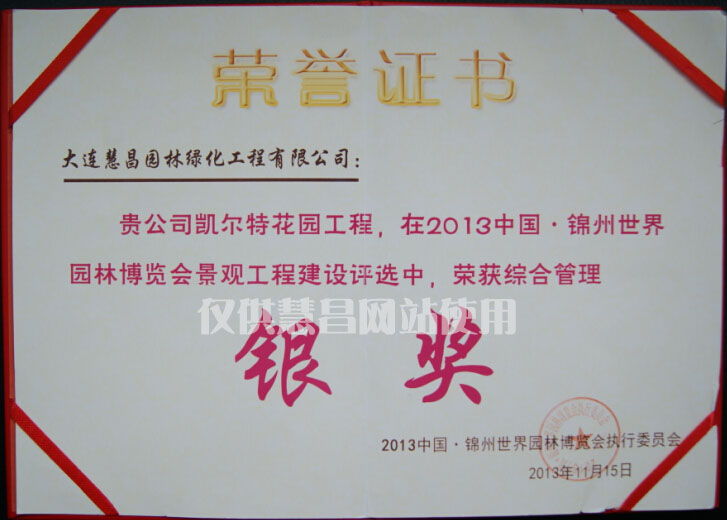 荣誉证书
大连慧昌园林绿化工程有限公司：
贵公司凯尔特花园工程，在2013中国·锦州世界
园林博览会景观工程建设评选中，荣获综合管理
仅供慧昌网站使用
银 奖
2013中国·锦州世界园林博览会执行委员会
2013年11月15日